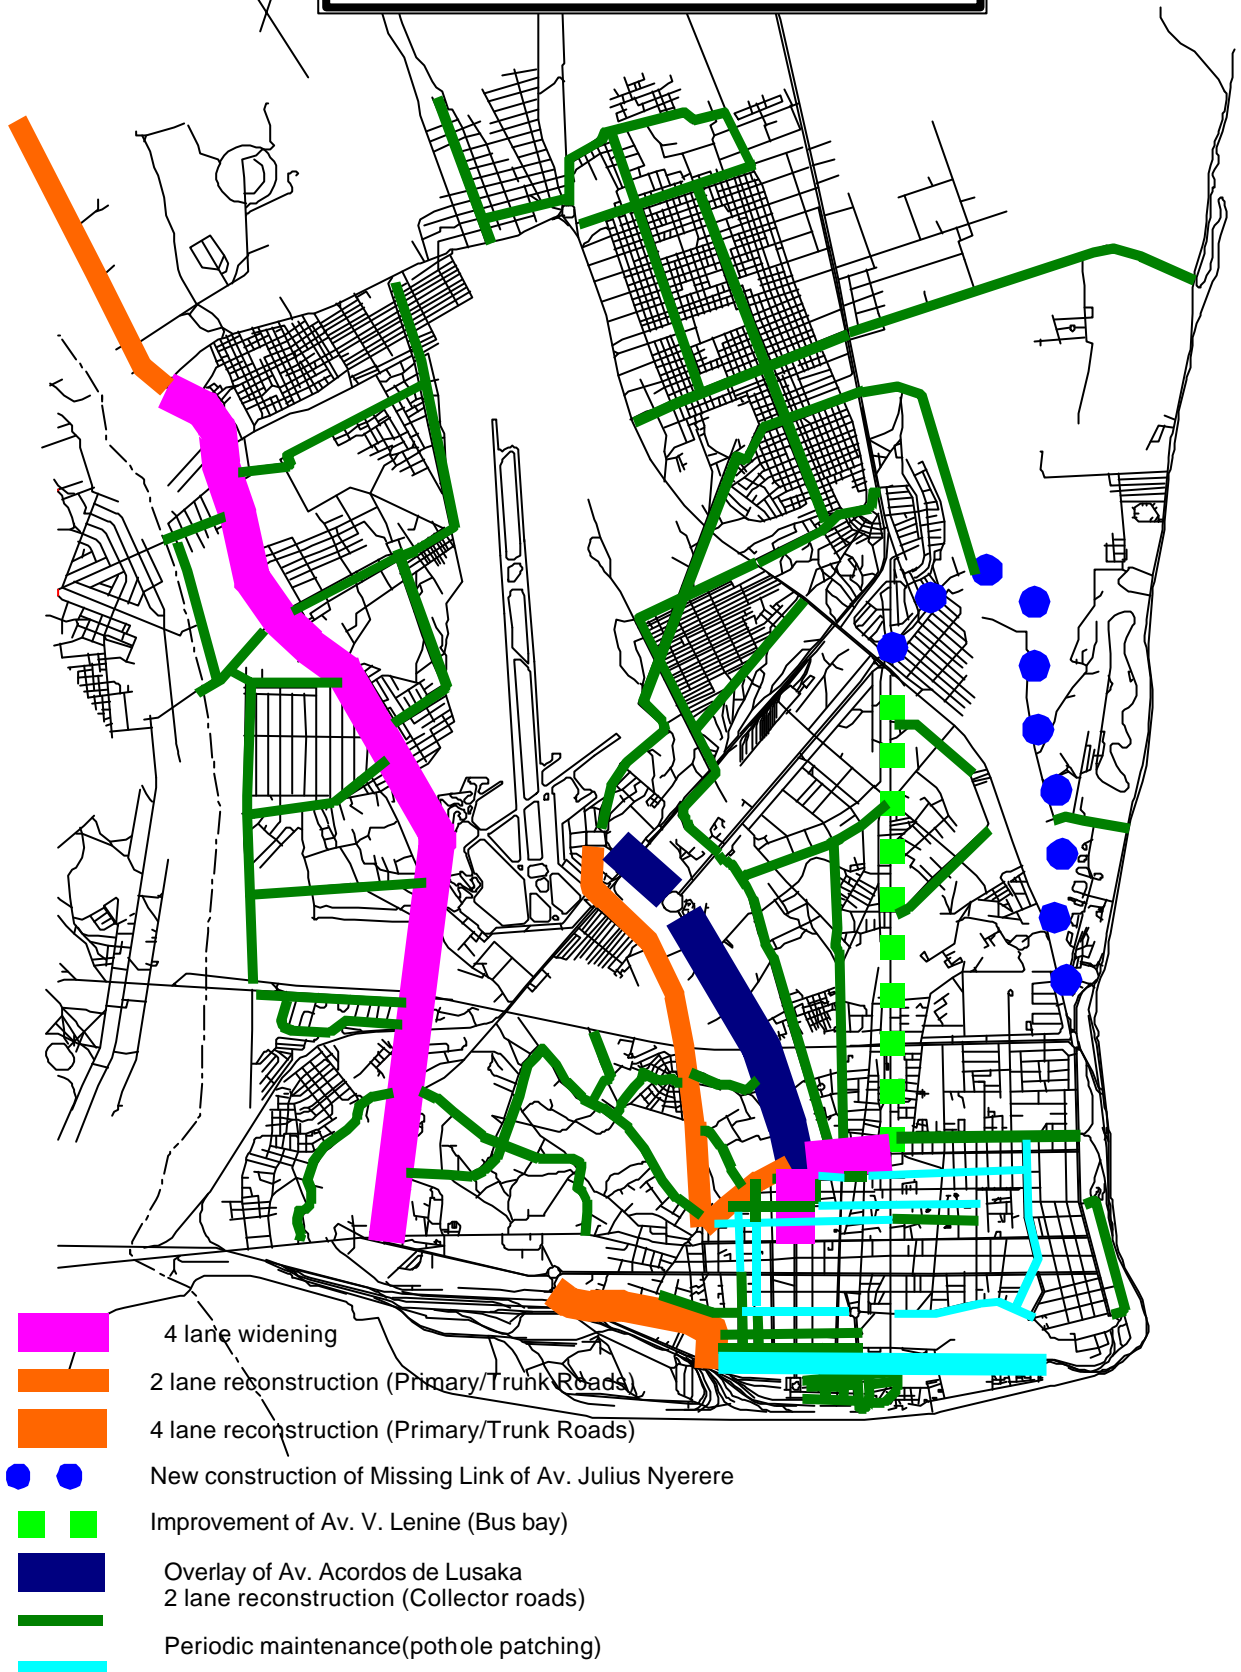 4 lane widening
2 lane reconstruction (Primary/Trunk Roads)
4 lane reconstruction (Primary/Trunk Roads)
New construction of Missing Link of Av. Julius Nyerere
Improvement of Av. V. Lenine (Bus bay)
Overlay of Av. Acordos de Lusaka
2 lane reconstruction (Collector roads)
Periodic maintenance(pothole patching)